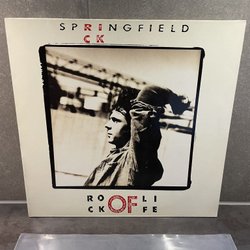 SPRINGFIELD
CK
RO OF LI
CK FE